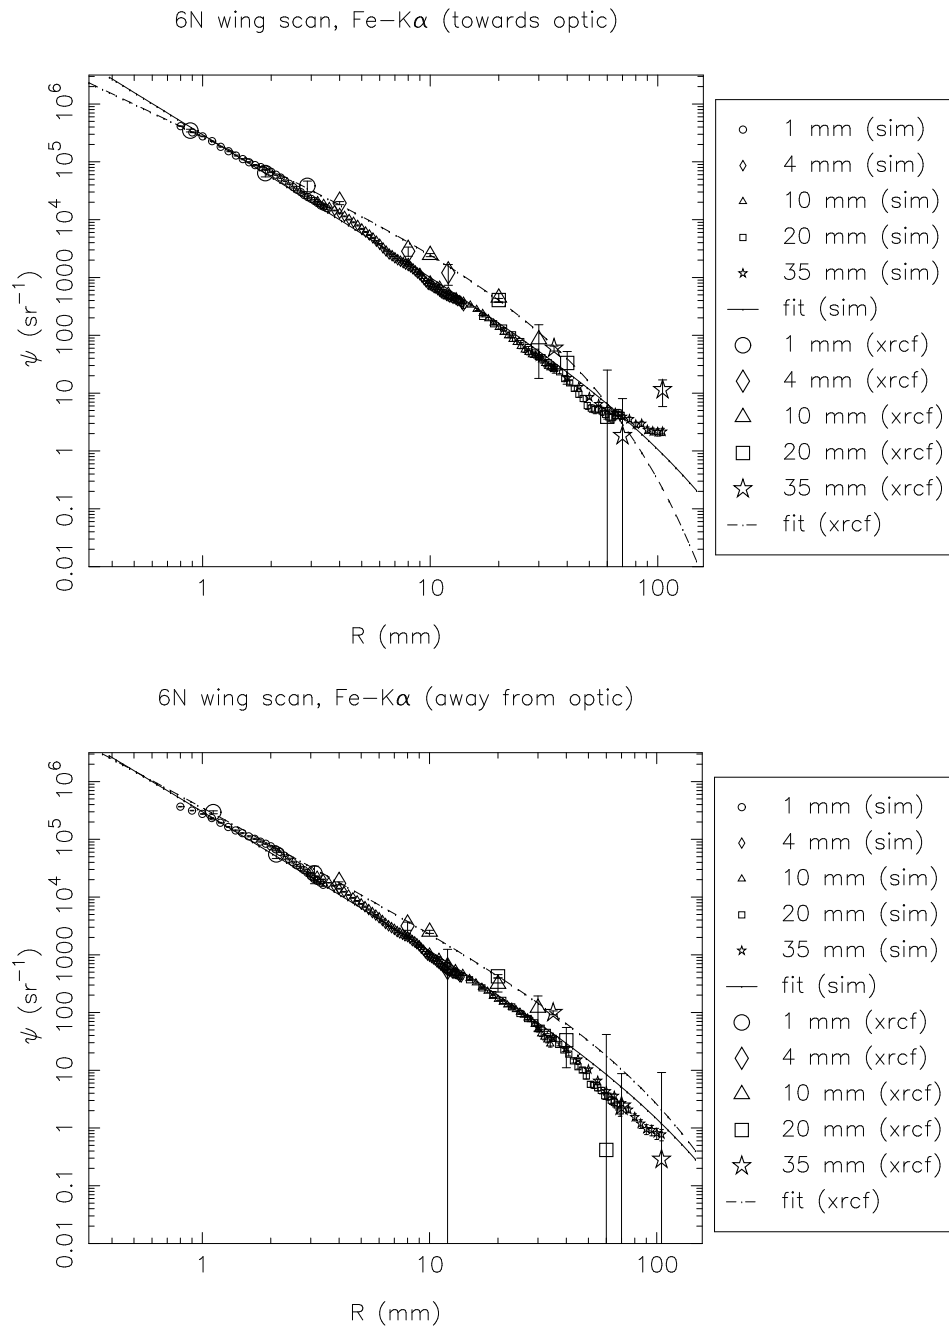 6N wing scan, Fe−Kα (towards optic)
ψ (sr⁻¹)
10⁶
10⁵
10⁴
1000
100
10
1
0.1
0.01
1 10 100
R (mm)
1 mm (sim)
4 mm (sim)
10 mm (sim)
20 mm (sim)
35 mm (sim)
fit (sim)
1 mm (xrcf)
4 mm (xrcf)
10 mm (xrcf)
20 mm (xrcf)
35 mm (xrcf)
fit (xrcf)
6N wing scan, Fe−Kα (away from optic)
ψ (sr⁻¹)
10⁶
10⁵
10⁴
1000
100
10
1
0.1
0.01
1 10 100
R (mm)
1 mm (sim)
4 mm (sim)
10 mm (sim)
20 mm (sim)
35 mm (sim)
fit (sim)
1 mm (xrcf)
4 mm (xrcf)
10 mm (xrcf)
20 mm (xrcf)
35 mm (xrcf)
fit (xrcf)